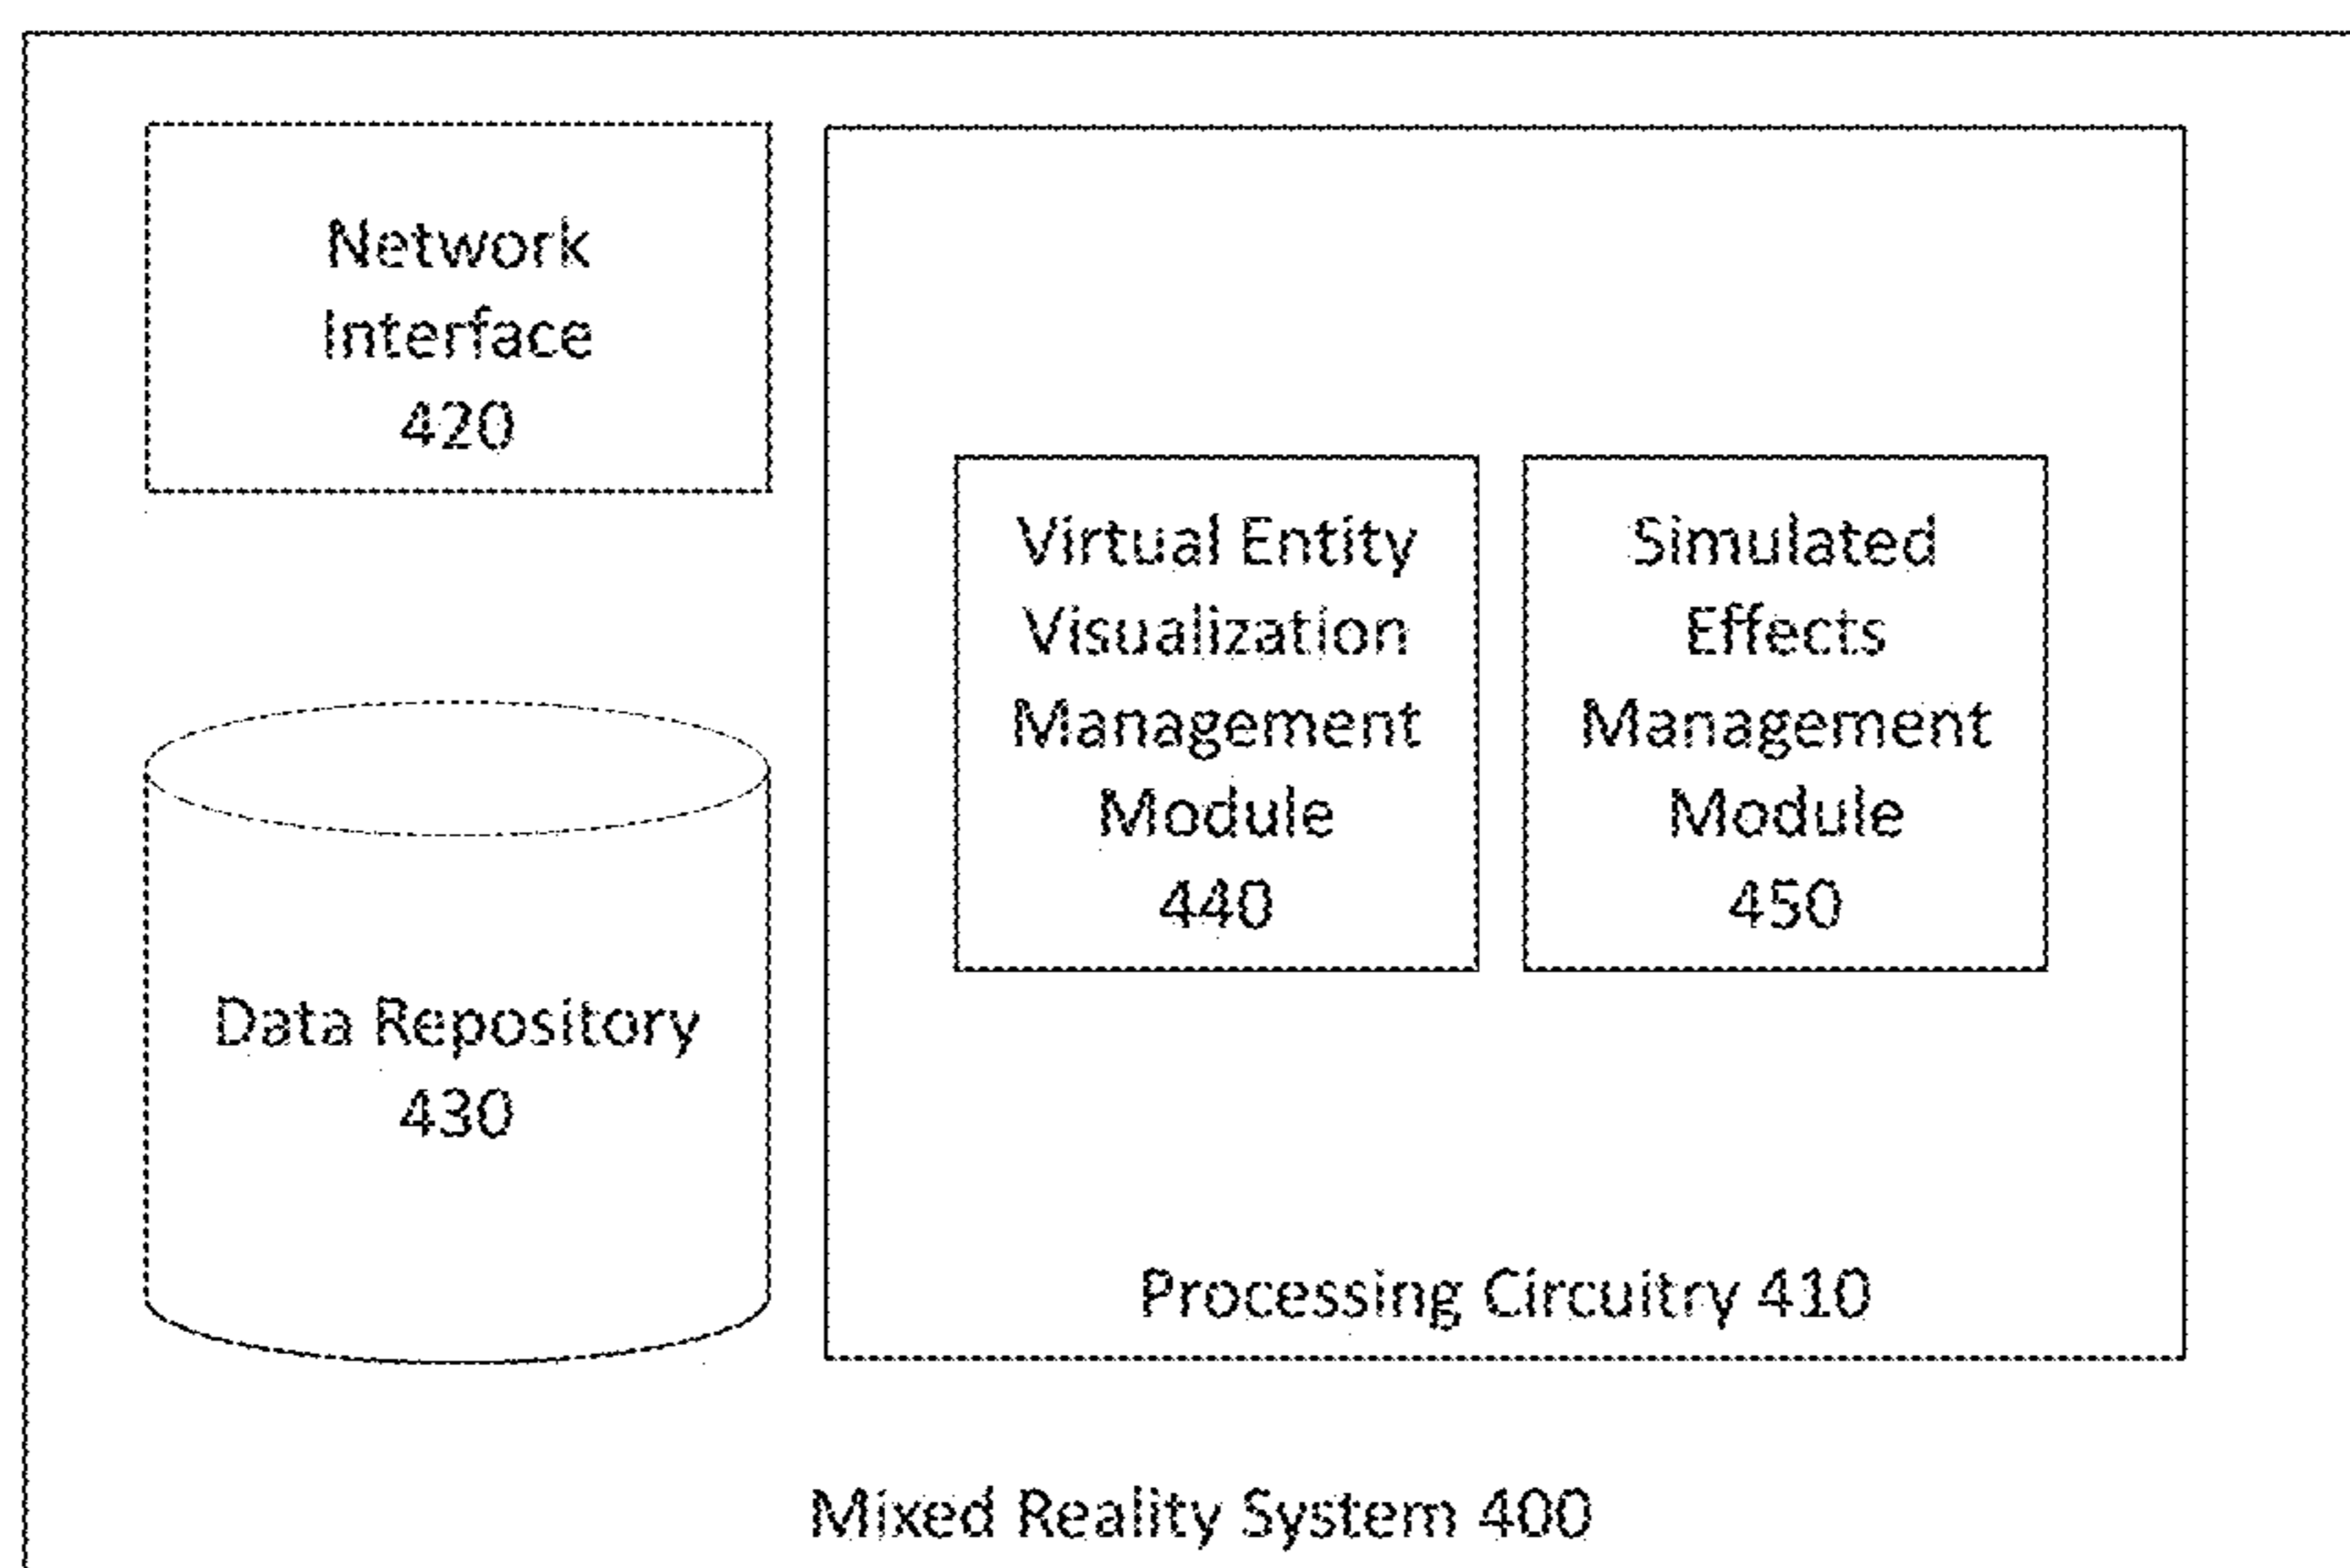 Network
Interface
420
Virtual Entity
Visualization
Management
Module
440
Simulated
Effects
Management
Module
450
Data Repository
430
Processing Circuitry 410
Mixed Reality System 400